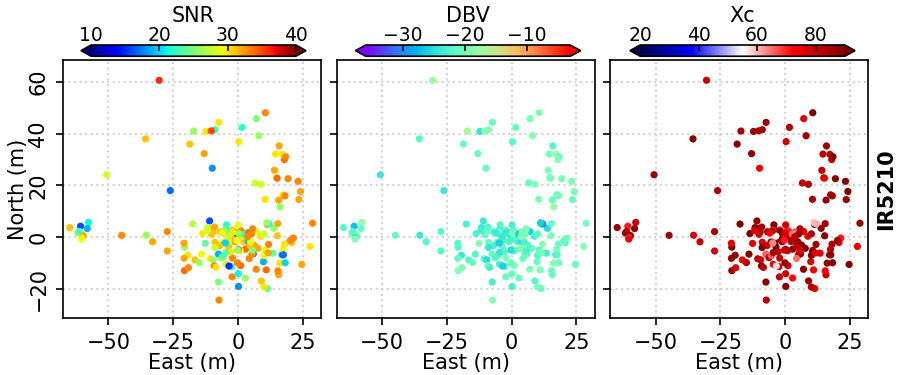 SNR DBV Xc
10 20 30 40 −30 −20 −10 20 40 60 80
North (m)
60
40
20
0
−20
−50 −25 0 25 −50 −25 0 25 −50 −25 0 25
East (m) East (m) East (m)
IR5210